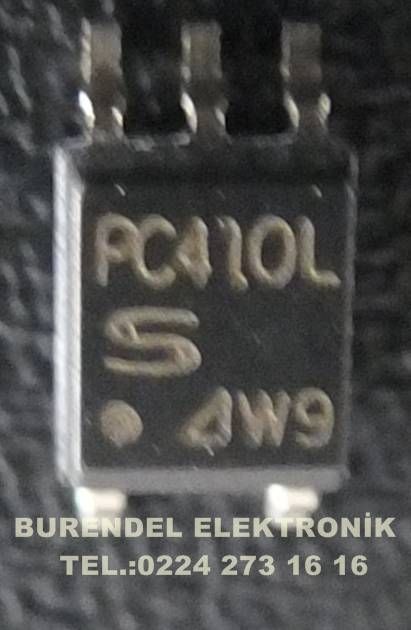 PC410L
S
4W9
BURENDEL ELEKTRONİK
TEL.:0224 273 16 16